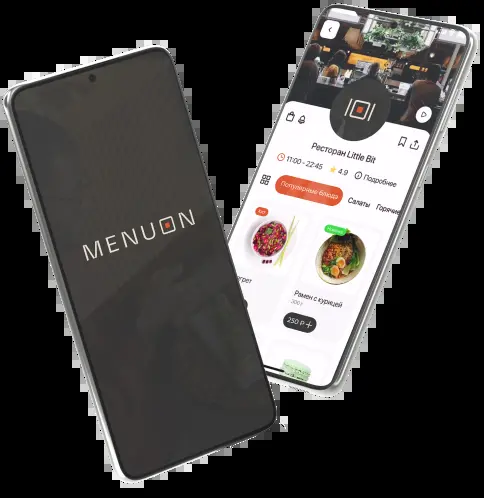 MENUON
Ресторан Little Bit
11:00 - 22:45 4.9 Подробнее
Популярные блюда Салаты Горячие
Рамен с курицей
250 ₽ +